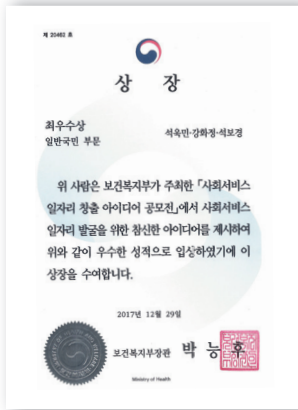 제 20462 호
상 장
최우수상
일반국민 부문
석욱민·강화정·석보경
위 사람은 보건복지부가 주최한 「사회서비스
일자리 창출 아이디어 공모전」에서 사회서비스
일자리 발굴을 위한 참신한 아이디어를 제시하여
위와 같이 우수한 성적으로 입상하였기에 이
상장을 수여합니다.
2017년 12월 29일
보건복지부장관 박 능 후
Ministry of Health